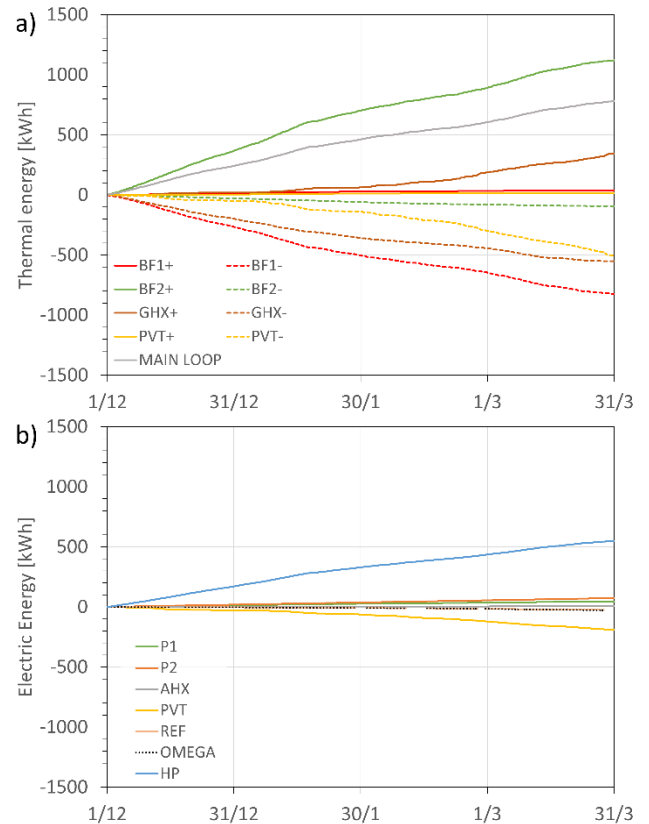 a)
1500
1000
500
0
-500
-1000
-1500
Thermal energy [kWh]
BF1+ BF1-
BF2+ BF2-
GHX+ GHX-
PVT+ PVT-
MAIN LOOP
1/12 31/12 30/1 1/3 31/3
b)
1500
1000
500
0
-500
-1000
-1500
Electric Energy [kWh]
P1
P2
AHX
PVT
REF
OMEGA
HP
1/12 31/12 30/1 1/3 31/3